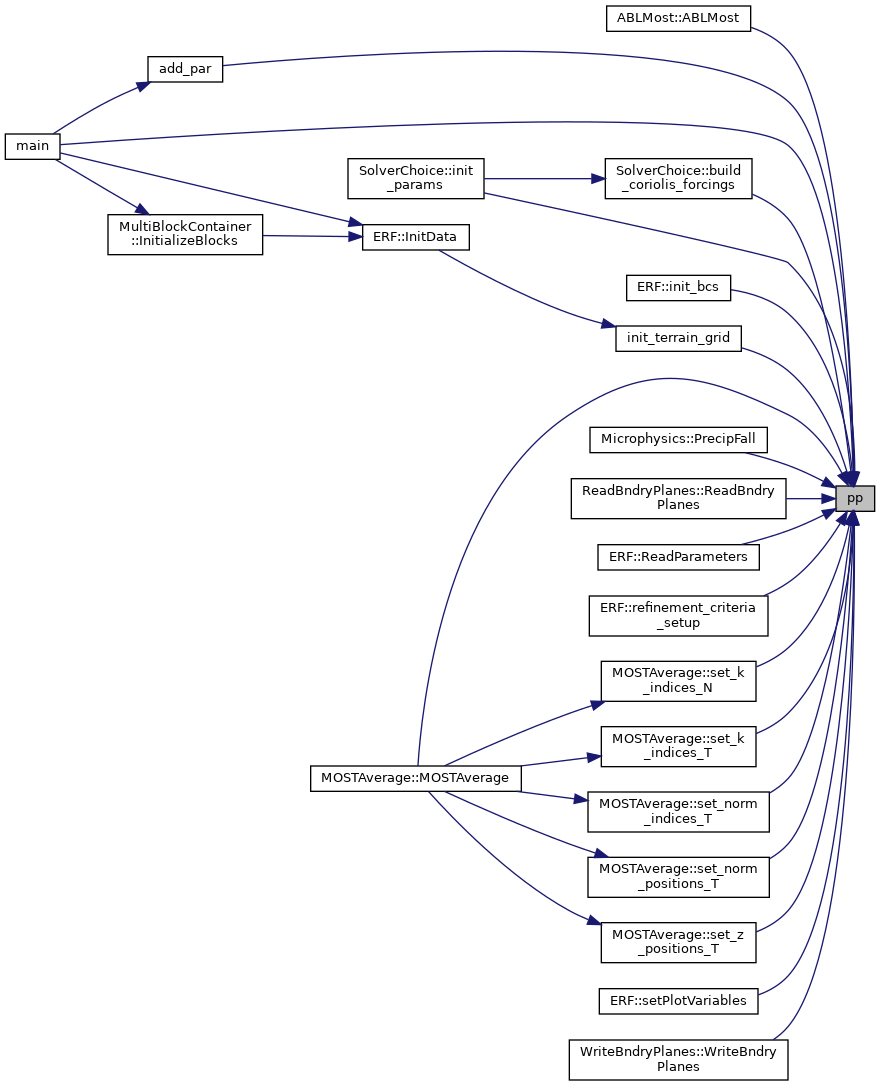 ABLMost::ABLMost
add_par
main
SolverChoice::init
_params
SolverChoice::build
_coriolis_forcings
MultiBlockContainer
::InitializeBlocks
ERF::InitData
ERF::init_bcs
init_terrain_grid
Microphysics::PrecipFall
ReadBndryPlanes::ReadBndry
Planes
pp
ERF::ReadParameters
ERF::refinement_criteria
_setup
MOSTAverage::set_k
_indices_N
MOSTAverage::set_k
_indices_T
MOSTAverage::MOSTAverage
MOSTAverage::set_norm
_indices_T
MOSTAverage::set_norm
_positions_T
MOSTAverage::set_z
_positions_T
ERF::setPlotVariables
WriteBndryPlanes::WriteBndry
Planes